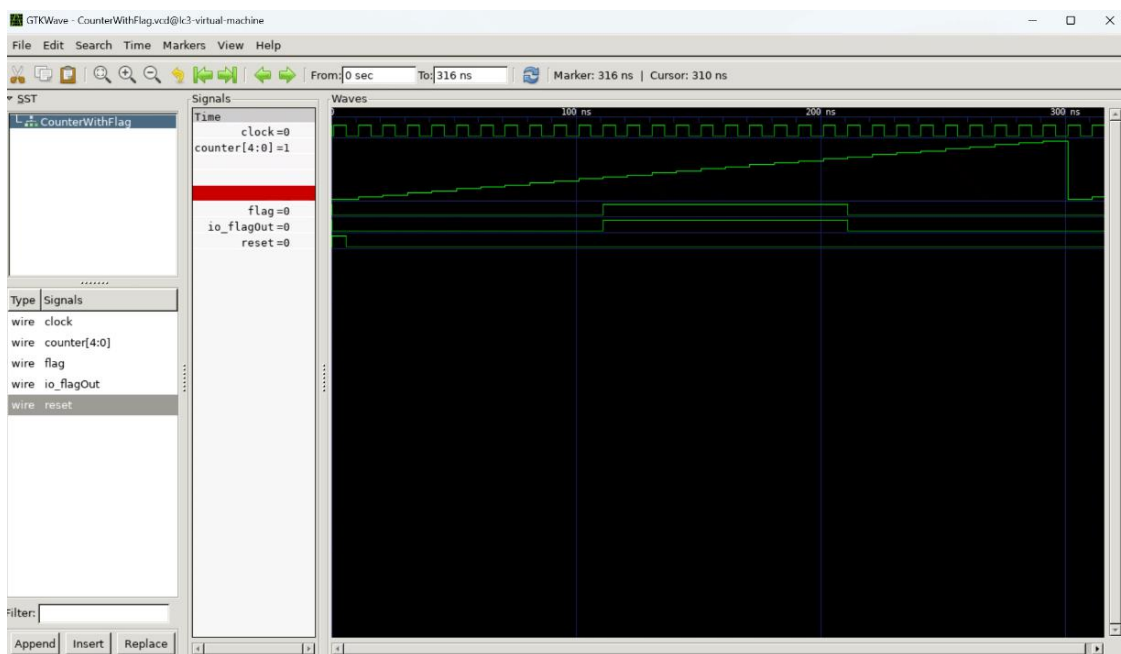 GTKWave - CounterWithFlag.vcd@lc3-virtual-machine
File Edit Search Time Markers View Help
From: 0 sec To: 316 ns Marker: 316 ns | Cursor: 310 ns
SST
CounterWithFlag
Type Signals
wire clock
wire counter[4:0]
wire flag
wire io_flagOut
wire reset
Filter:
Append Insert Replace
Signals
Time
clock=0
counter[4:0]=1
flag=0
io_flagOut=0
reset=0
Waves
100 ns 200 ns 300 ns